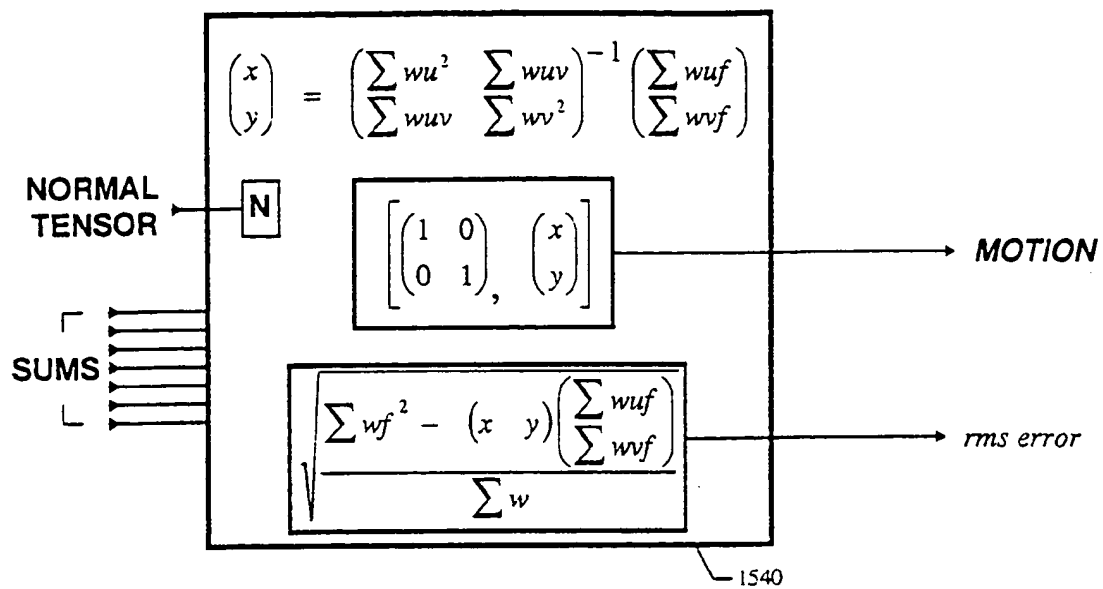 (x y) = (∑wu² ∑wuv ∑wuv ∑wv²)⁻¹ (∑wuf ∑wvf)
NORMAL
TENSOR
N
[(1 0 0 1), (x y)]
MOTION
SUMS
√((∑wf² - (x y)(∑wuf ∑wvf)) / ∑w)
rms error
1540